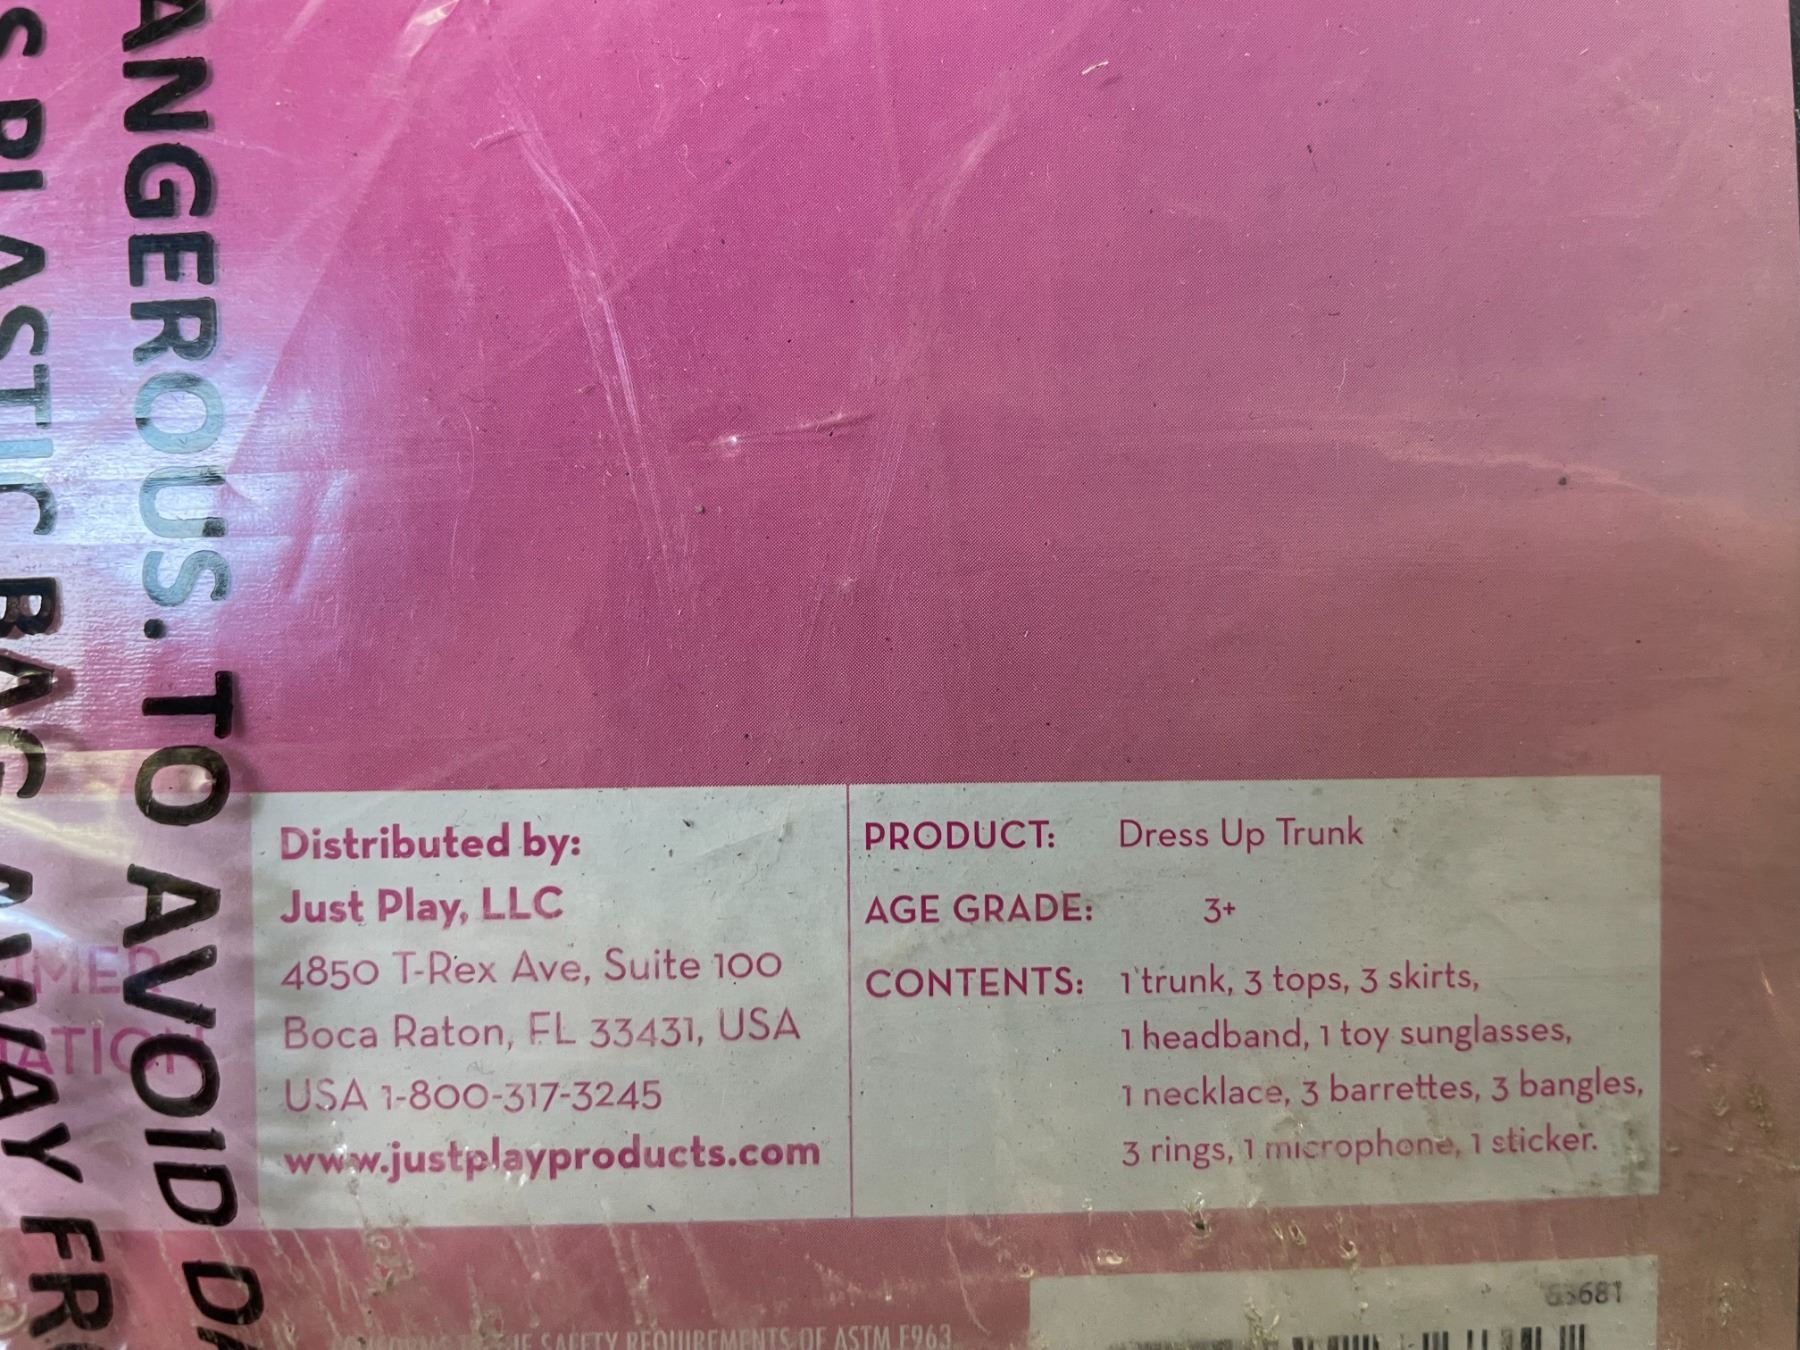 ANGEROUS. TO AVOID DA
S PLASTIC BAG AWAY FRO
Distributed by:
Just Play, LLC
4850 T-Rex Ave, Suite 100
Boca Raton, FL 33431, USA
USA 1-800-317-3245
www.justplayproducts.com
PRODUCT: Dress Up Trunk
AGE GRADE: 3+
CONTENTS: 1 trunk, 3 tops, 3 skirts,
1 headband, 1 toy sunglasses,
1 necklace, 3 barrettes, 3 bangles,
3 rings, 1 microphone, 1 sticker.
SAFETY REQUIREMENTS OF ASTM F963